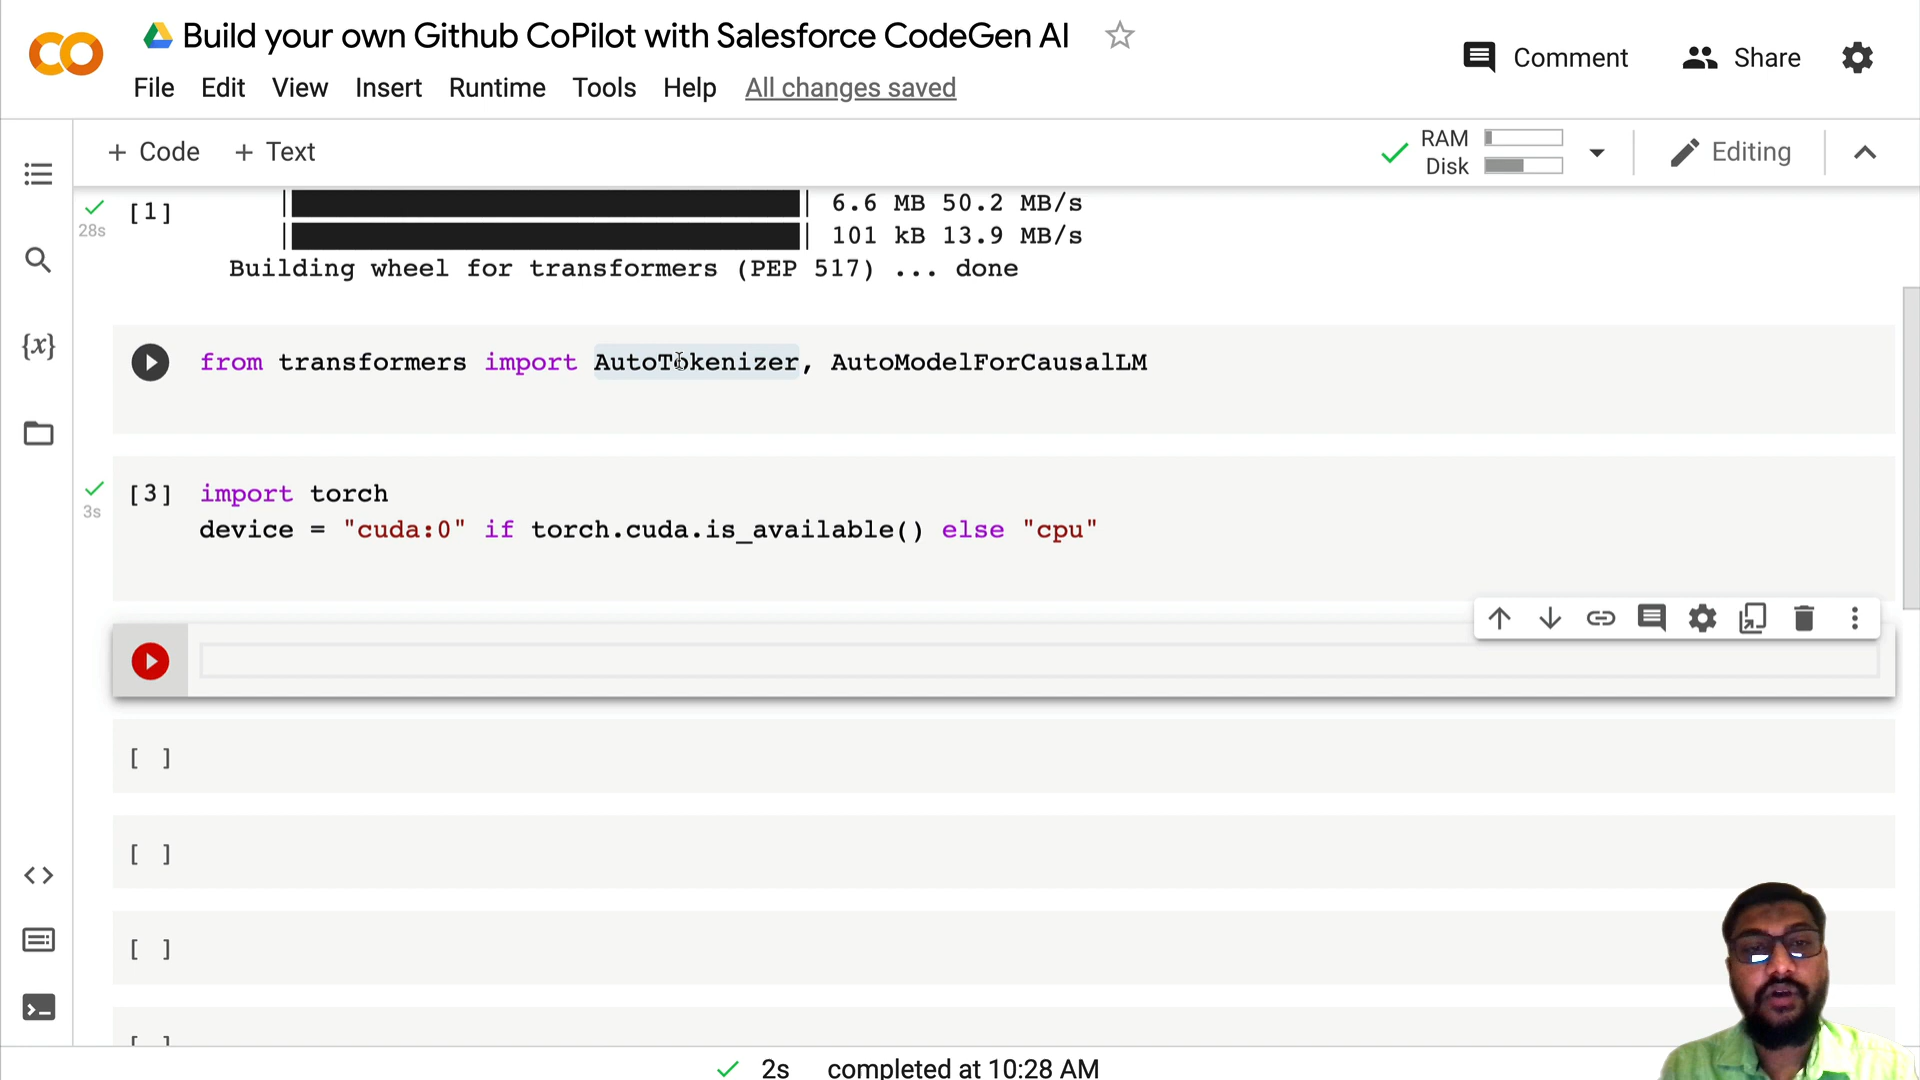 Build your own Github CoPilot with Salesforce CodeGen AI
Comment
Share
File Edit View Insert Runtime Tools Help All changes saved
+ Code + Text
RAM
Disk
Editing
[1]
28s
6.6 MB 50.2 MB/s
101 kB 13.9 MB/s
Building wheel for transformers (PEP 517) ... done
from transformers import AutoTokenizer, AutoModelForCausalLM
[3]
3s
import torch
device = "cuda:0" if torch.cuda.is_available() else "cpu"
{x}
[ ]
[ ]
[ ]
[ ]
2s completed at 10:28 AM